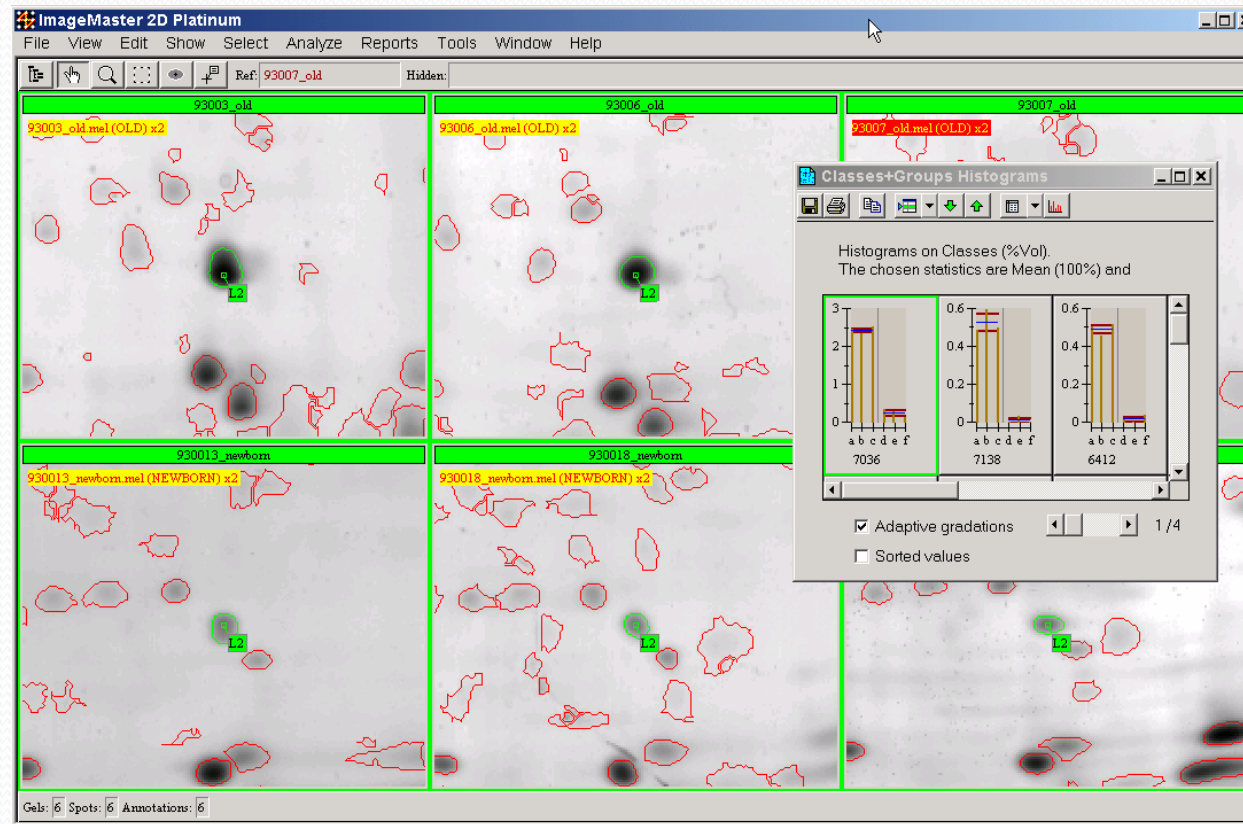 ImageMaster 2D Platinum
File View Edit Show Select Analyze Reports Tools Window Help
Ref: 93007_old Hidden:
93003_old 93006_old 93007_old
93003_old.mel (OLD) x2 93006_old.mel (OLD) x2 93007_old.mel (OLD) x2
L2 L2
Classes+Groups Histograms
Histograms on Classes (%Vol).
The chosen statistics are Mean (100%) and
3 0.6 0.6
2 0.4 0.4
1 0.2 0.2
0 0 0
a b c d e f a b c d e f a b c d e f
7036 7138 6412
Adaptive gradations 1/4
Sorted values
930013_newborn 930018_newborn
930013_newborn.mel (NEWBORN) x2 930018_newborn.mel (NEWBORN) x2
L2 L2 L2
Gels: 6 Spots: 6 Annotations: 6